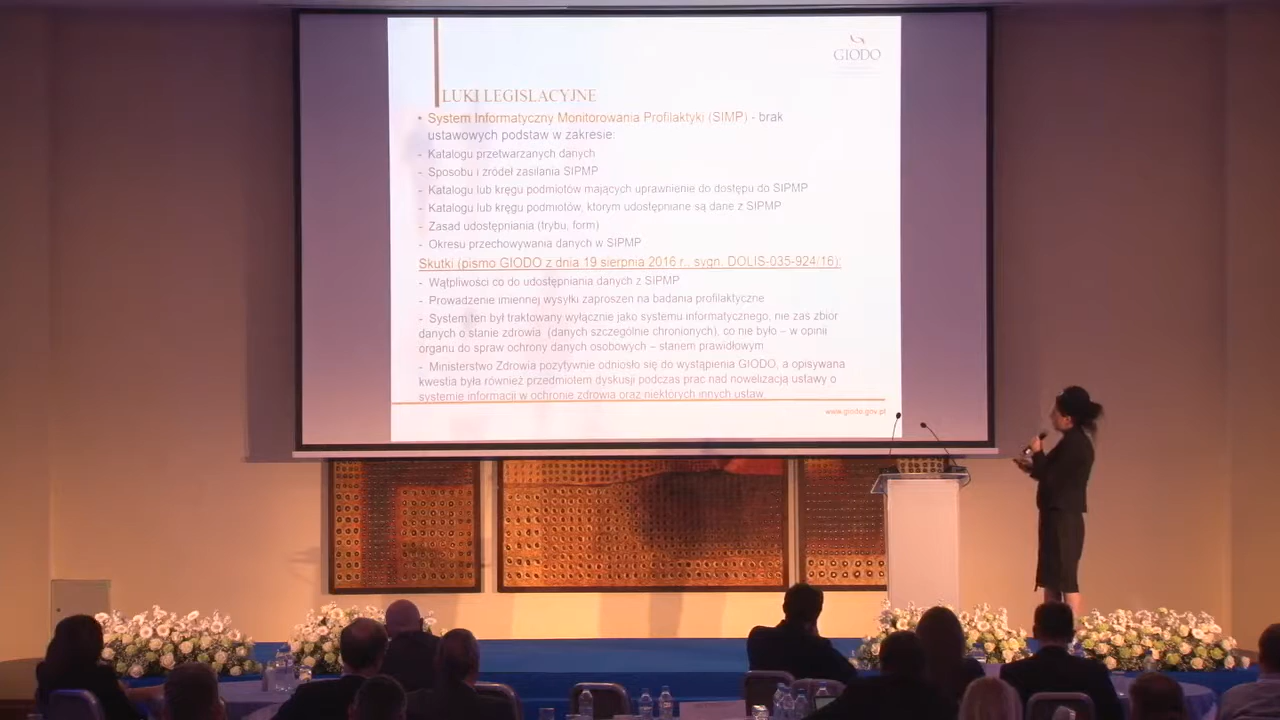 GIODO
LUKI LEGISLACYJNE
• System Informatyczny Monitorowania Profilaktyki (SIMP) - brak
ustawowych podstaw w zakresie:
- Katalogu przetwarzanych danych
- Sposobu i źródeł zasilania SIPMP
- Katalogu lub kręgu podmiotów mających uprawnienie do dostępu do SIPMP
- Katalogu lub kręgu podmiotów, którym udostępniane są dane z SIPMP
- Zasad udostępniania (trybu, form)
- Okresu przechowywania danych w SIPMP
Skutki (pismo GIODO z dnia 19 sierpnia 2016 r., sygn. DOLIS-035-924/16):
- Wątpliwości co do udostępniania danych z SIPMP
- Prowadzenie imiennej wysyłki zaproszeń na badania profilaktyczne
- System ten był traktowany wyłącznie jako systemu informatycznego, nie zaś zbiór
danych o stanie zdrowia (danych szczególnie chronionych), co nie było – w opinii
organu do spraw ochrony danych osobowych – stanem prawidłowym
- Ministerstwo Zdrowia pozytywnie odniosło się do wystąpienia GIODO, a opisywana
kwestia była również przedmiotem dyskusji podczas prac nad nowelizacją ustawy o
systemie informacji w ochronie zdrowia oraz niektórych innych ustaw
www.giodo.gov.pl